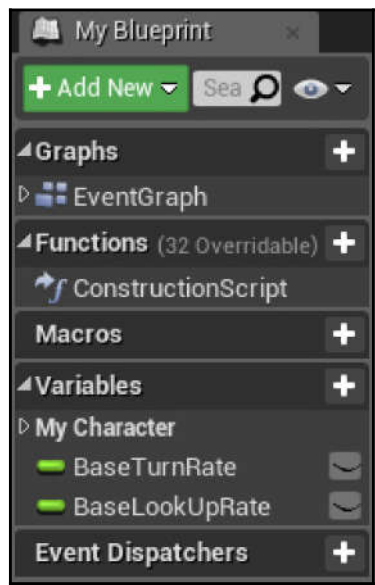 My Blueprint
Add New Sea
Graphs
EventGraph
Functions (32 Overridable)
ConstructionScript
Macros
Variables
My Character
BaseTurnRate
BaseLookUpRate
Event Dispatchers